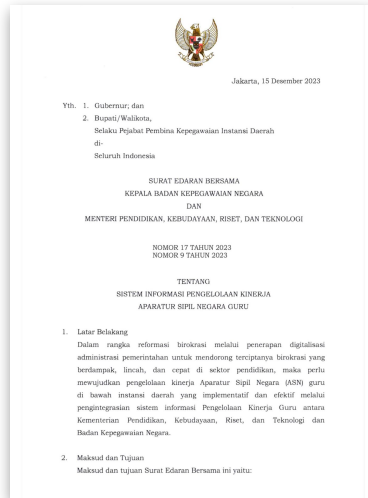 Jakarta, 15 Desember 2023
Yth. 1. Gubernur; dan
2. Bupati/Walikota,
Selaku Pejabat Pembina Kepegawaian Instansi Daerah
di-
Seluruh Indonesia
SURAT EDARAN BERSAMA
KEPALA BADAN KEPEGAWAIAN NEGARA
DAN
MENTERI PENDIDIKAN, KEBUDAYAAN, RISET, DAN TEKNOLOGI
NOMOR 17 TAHUN 2023
NOMOR 9 TAHUN 2023
TENTANG
SISTEM INFORMASI PENGELOLAAN KINERJA
APARATUR SIPIL NEGARA GURU
1. Latar Belakang
Dalam rangka reformasi birokrasi melalui penerapan digitalisasi
administrasi pemerintahan untuk mendorong terciptanya birokrasi yang
berdampak, lincah, dan cepat di sektor pendidikan, maka perlu
mewujudkan pengelolaan kinerja Aparatur Sipil Negara (ASN) guru
di bawah instansi daerah yang implementatif dan efektif melalui
pengintegrasian sistem informasi Pengelolaan Kinerja Guru antara
Kementerian Pendidikan, Kebudayaan, Riset, dan Teknologi dan
Badan Kepegawaian Negara.
2. Maksud dan Tujuan
Maksud dan tujuan Surat Edaran Bersama ini yaitu: